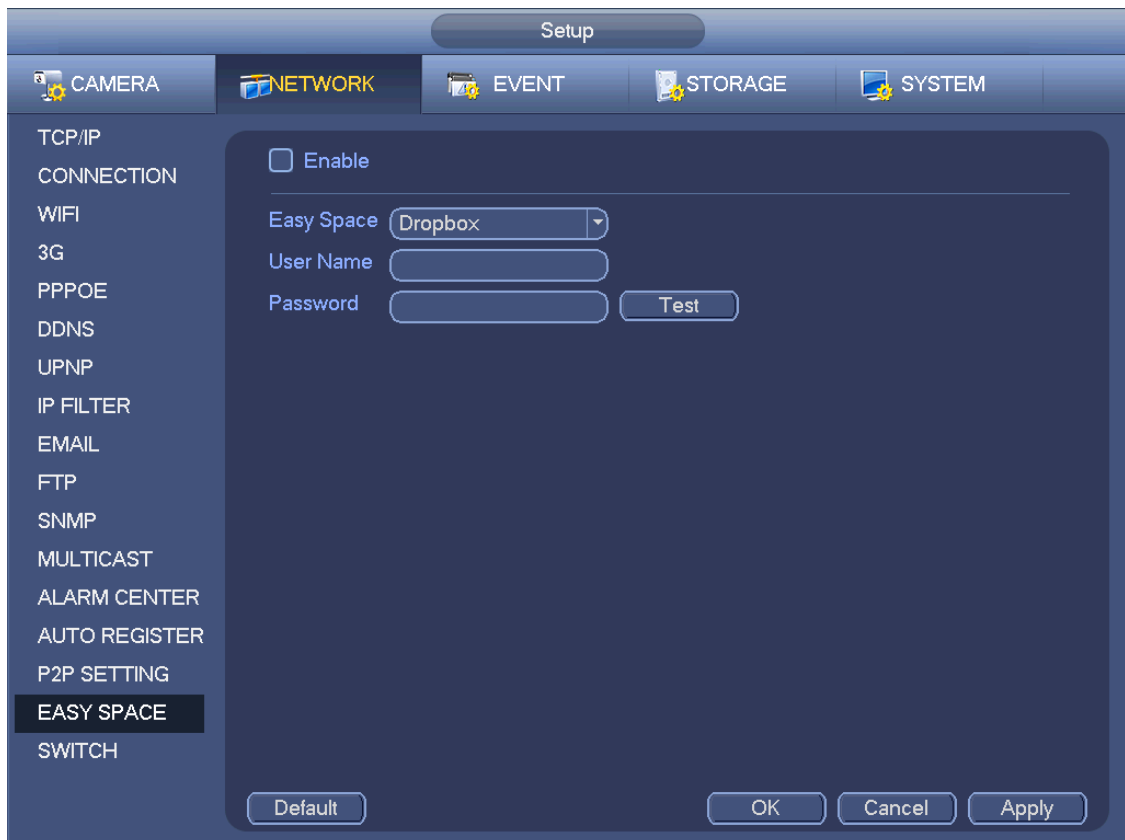 Setup
CAMERA NETWORK EVENT STORAGE SYSTEM
TCP/IP
CONNECTION
WIFI
3G
PPPOE
DDNS
UPNP
IP FILTER
EMAIL
FTP
SNMP
MULTICAST
ALARM CENTER
AUTO REGISTER
P2P SETTING
EASY SPACE
SWITCH
Enable
Easy Space Dropbox
User Name
Password Test
Default OK Cancel Apply